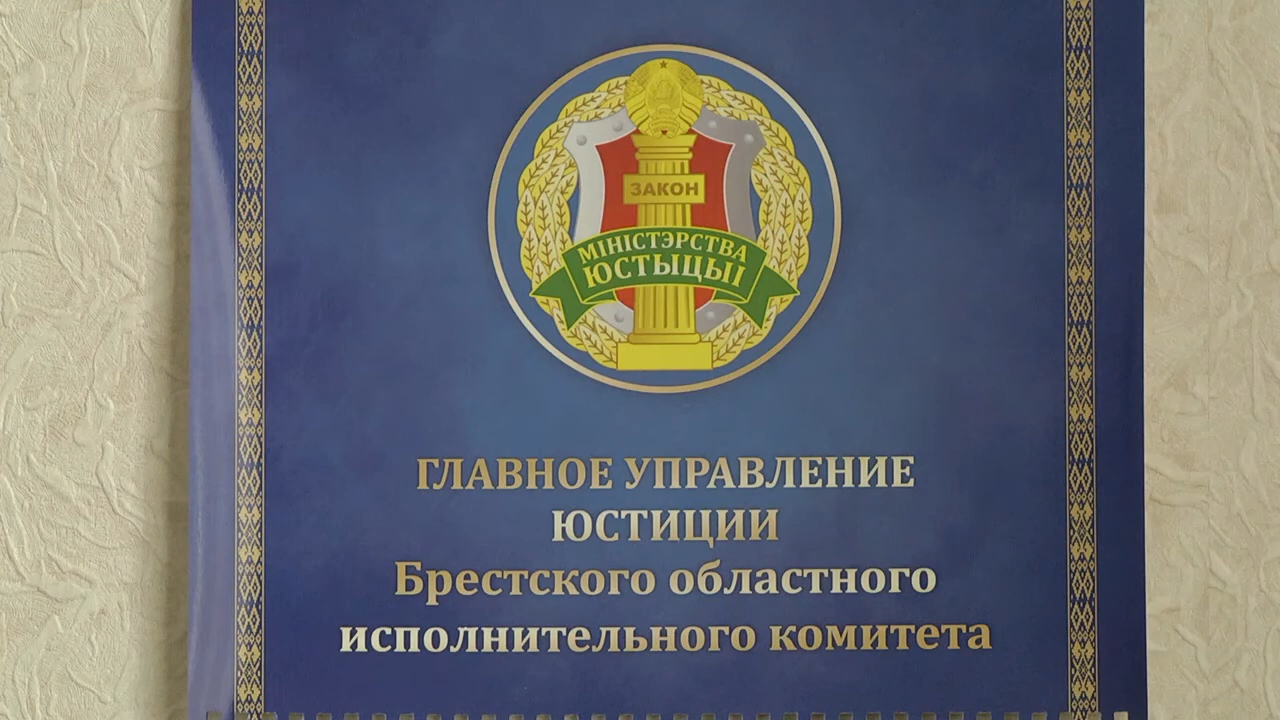 ЗАКОН
МІНІСТЭРСТВА
ЮСТЫЦЫІ
ГЛАВНОЕ УПРАВЛЕНИЕ
ЮСТИЦИИ
Брестского областного
исполнительного комитета